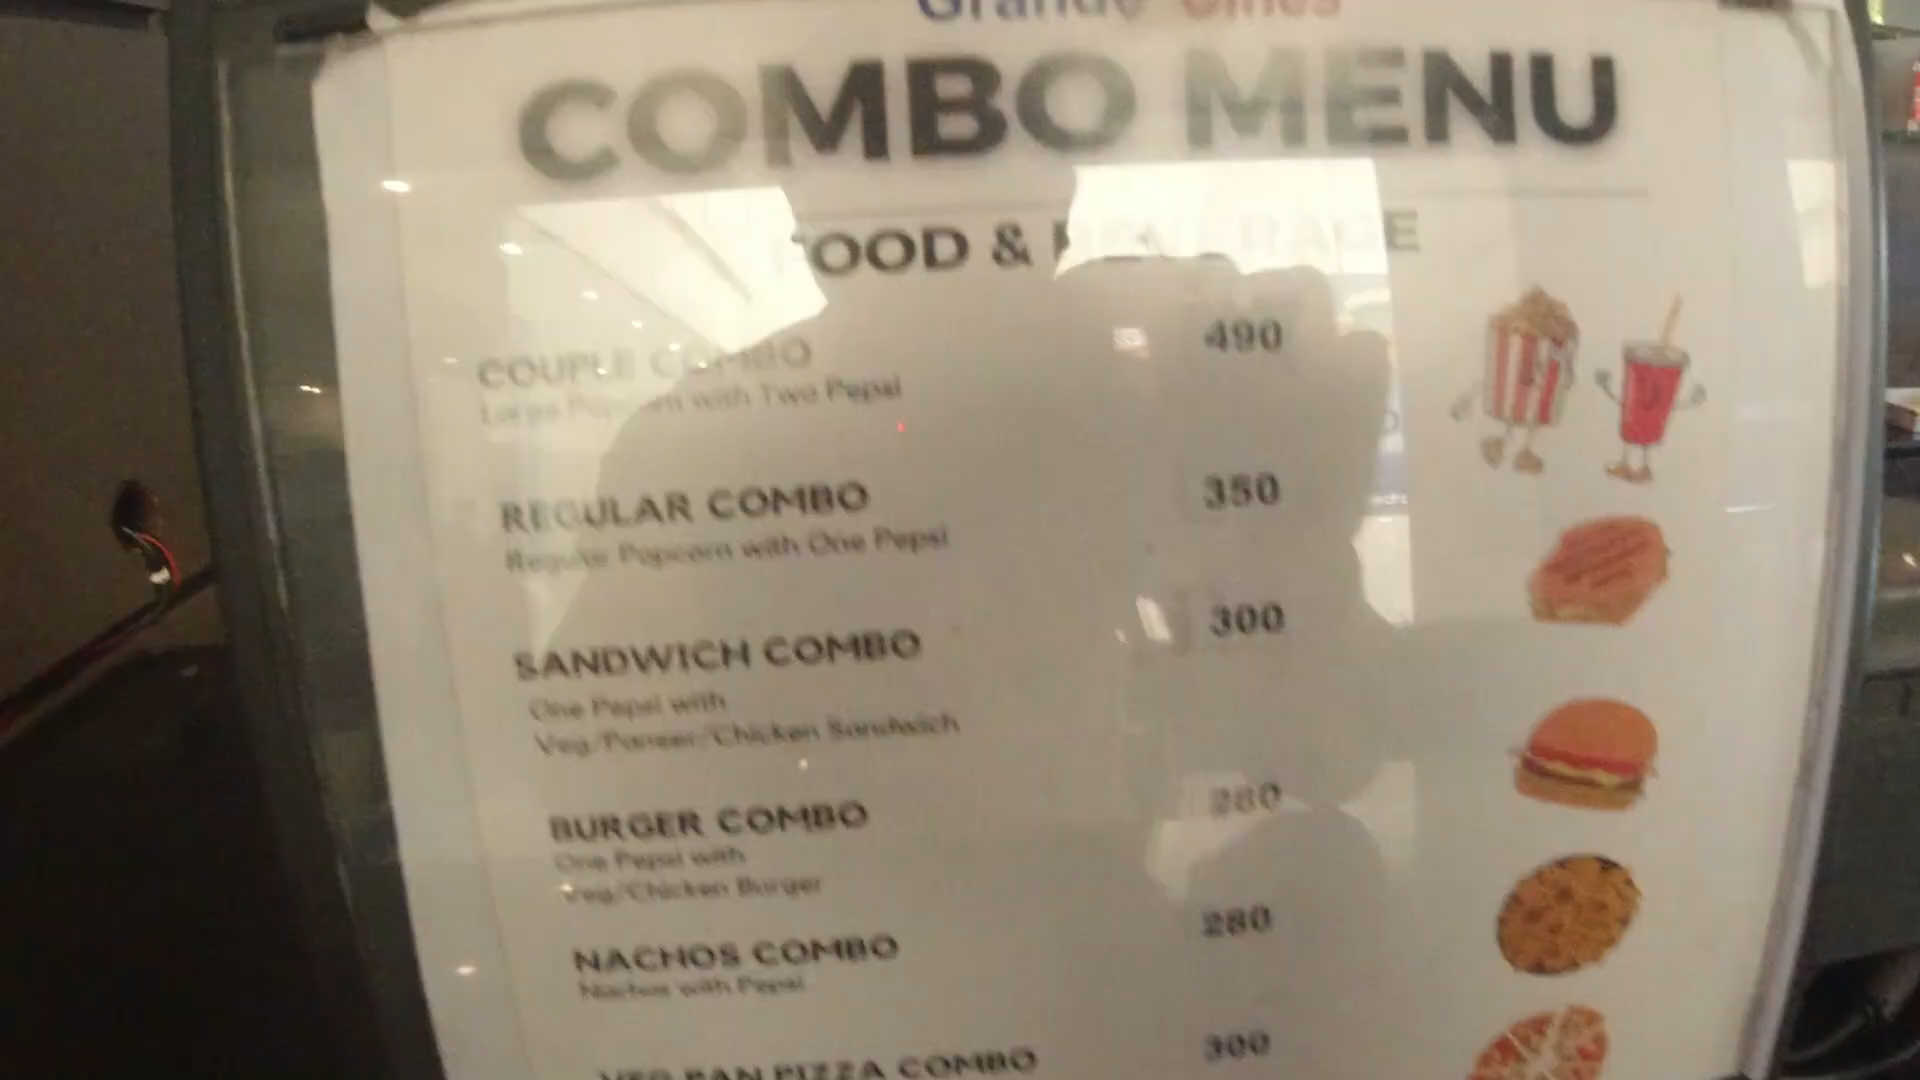 Grande Cines
COMBO MENU
FOOD & BEVERAGE
COUPLE COMBO 490
Large Popcorn with Two Pepsi
REGULAR COMBO 350
Regular Popcorn with One Pepsi
SANDWICH COMBO 300
One Pepsi with
Veg/Paneer/Chicken Sandwich
BURGER COMBO 280
One Pepsi with
Veg/Chicken Burger
NACHOS COMBO 280
Nachos with Pepsi
VEG PAN PIZZA COMBO 300